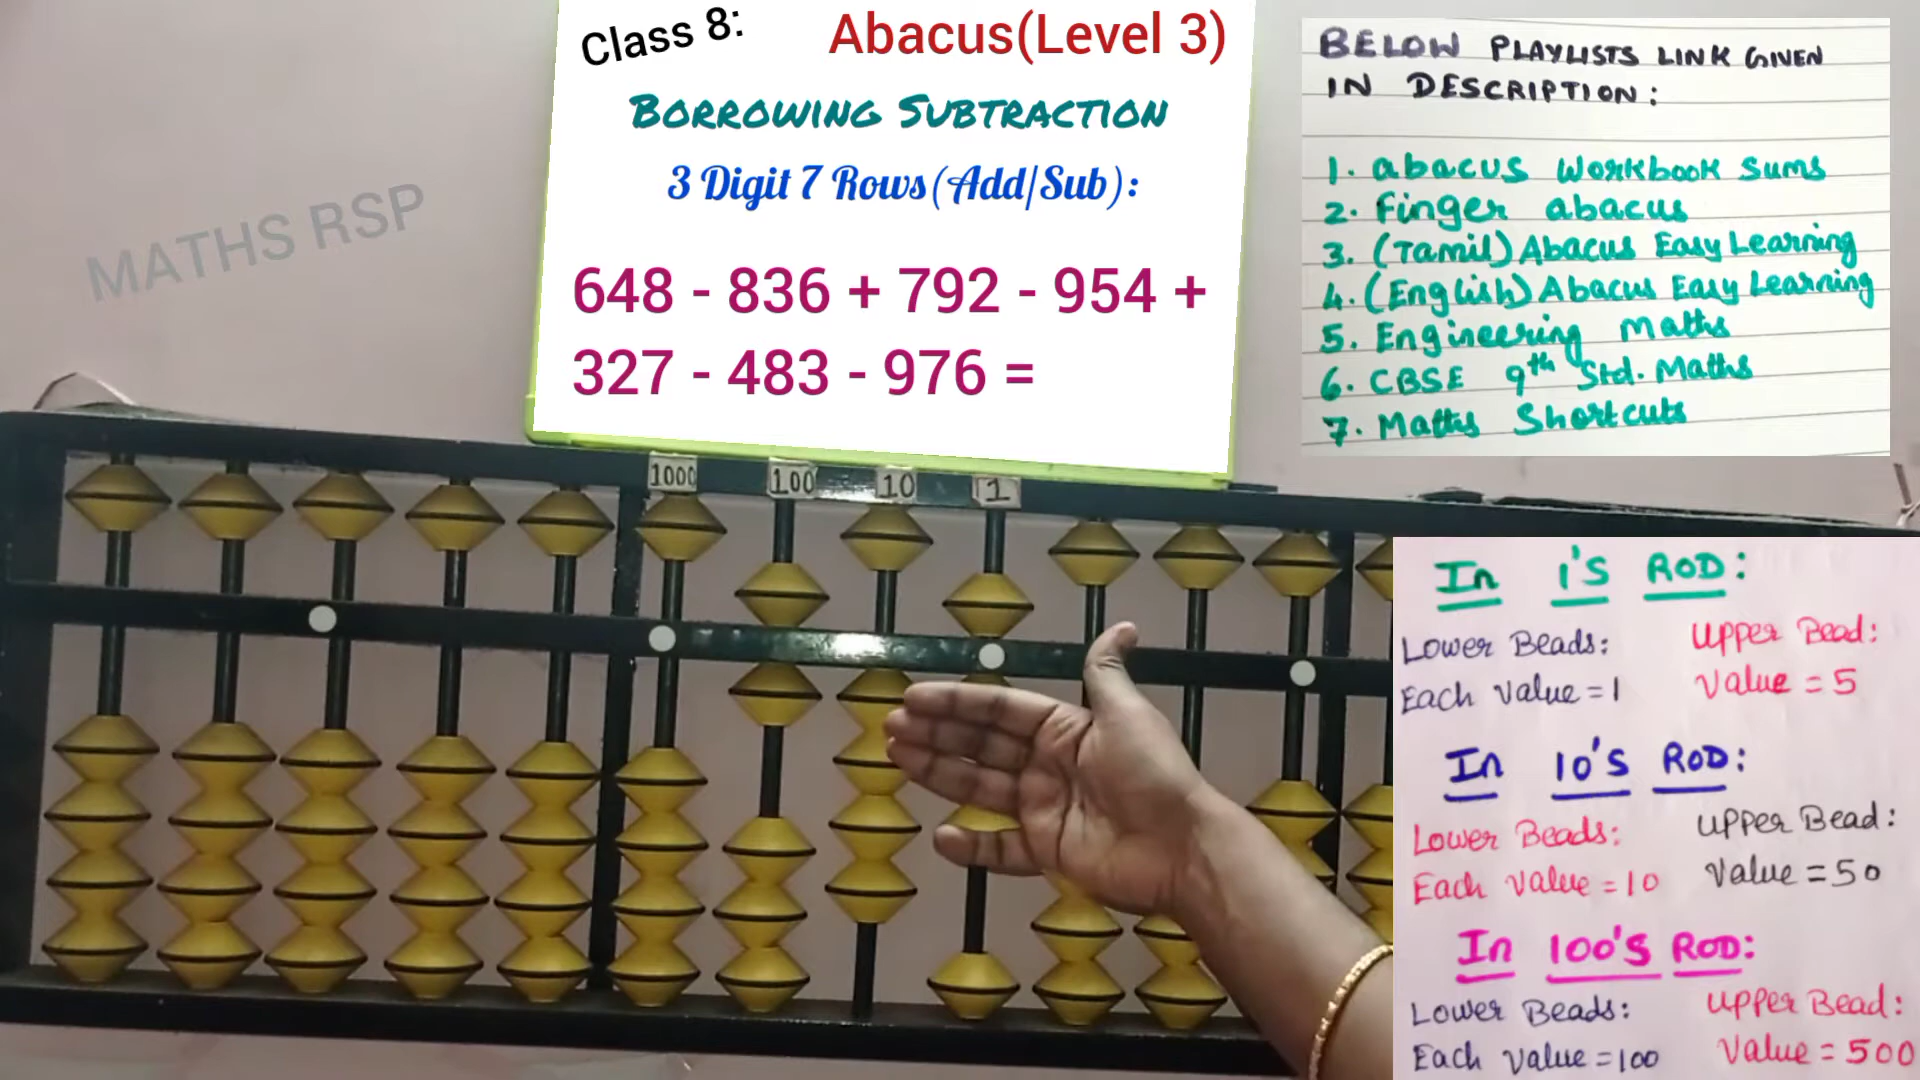 Class 8:
Abacus(Level 3)
BORROWING SUBTRACTION
3 Digit 7 Rows(Add/Sub):
648 - 836 + 792 - 954 +
327 - 483 - 976 =
MATHS RSP
BELOW PLAYLISTS LINK GIVEN
IN DESCRIPTION:
1. abacus Workbook Sums
2. Finger abacus
3. (Tamil) Abacus Easy Learning
4. (English) Abacus Easy Learning
5. Engineering Maths
6. CBSE 9th Std. Maths
7. Maths Shortcuts
1000
100
10
1
In 1'S ROD:
Lower Beads:
Each Value = 1
Upper Bead:
Value = 5
In 10'S ROD:
Lower Beads:
Each Value = 10
Upper Bead:
Value = 50
In 100'S ROD:
Lower Beads:
Each Value = 100
Upper Bead:
Value = 500